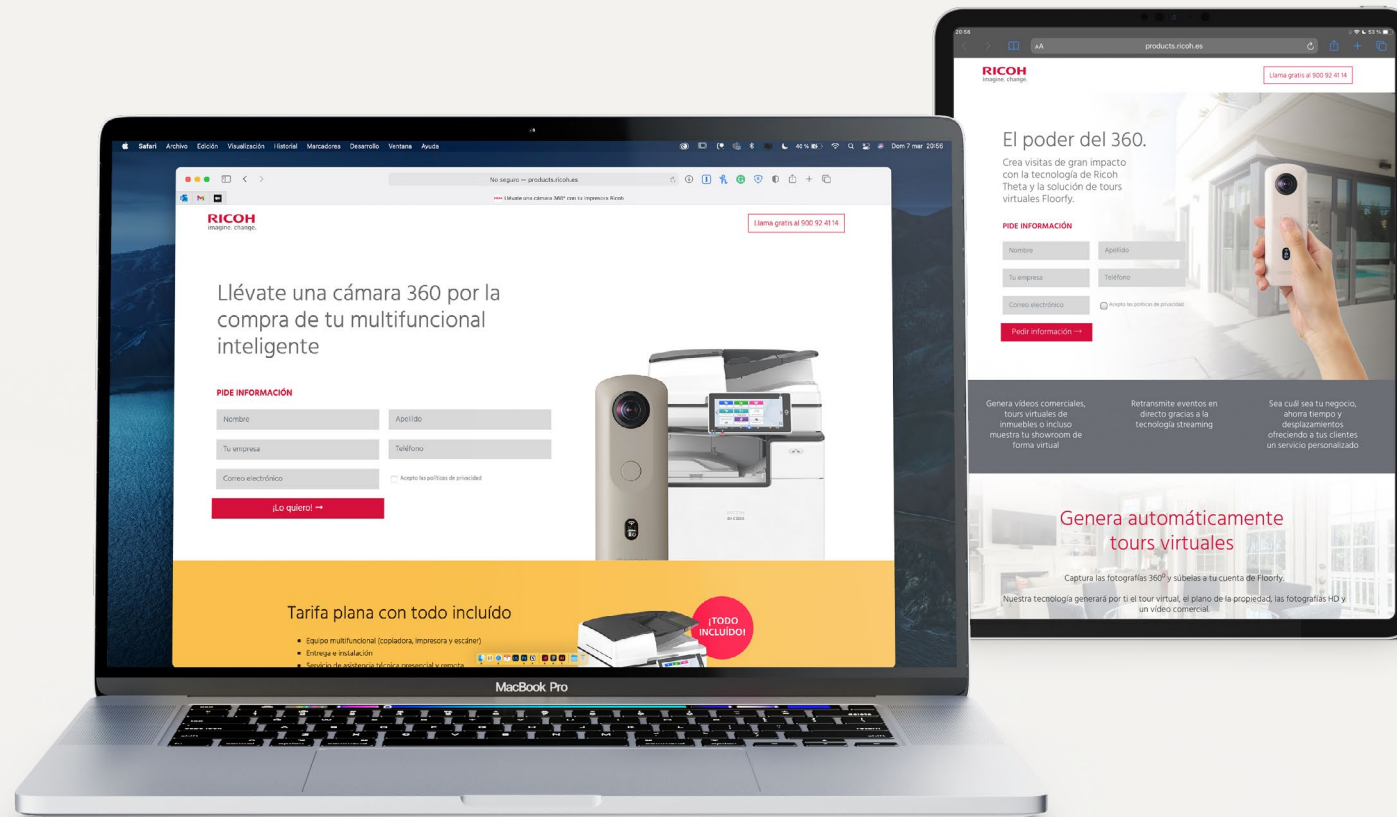 Safari Archivo Edición Visualización Historial Marcadores Desarrollo Ventana Ayuda
40 % Dom 7 mar 20:56
No seguro — products.ricoh.es
Llévate una cámara 360° con tu impresora Ricoh
RICOH
imagine. change.
Llama gratis al 900 92 41 14
Llévate una cámara 360 por la
compra de tu multifuncional
inteligente
PIDE INFORMACIÓN
Nombre
Apellido
Tu empresa
Teléfono
Correo electrónico
Acepto las políticas de privacidad
¡Lo quiero! →
Tarifa plana con todo incluído
• Equipo multifuncional (copiadora, impresora y escáner)
• Entrega e instalación
• Servicio de asistencia técnica presencial y remota
¡TODO
INCLUÍDO!
MacBook Pro
20:56
53 %
AA
products.ricoh.es
RICOH
imagine. change.
Llama gratis al 900 92 41 14
El poder del 360.
Crea visitas de gran impacto
con la tecnología de Ricoh
Theta y la solución de tours
virtuales Floorfy.
PIDE INFORMACIÓN
Nombre
Apellido
Tu empresa
Teléfono
Correo electrónico
Acepto las políticas de privacidad
Pedir información →
Genera vídeos comerciales,
tours virtuales de
inmuebles o incluso
muestra tu showroom de
forma virtual
Retransmite eventos en
directo gracias a la
tecnología streaming
Sea cuál sea tu negocio,
ahorra tiempo y
desplazamientos
ofreciendo a tus clientes
un servicio personalizado
Genera automáticamente
tours virtuales
Captura las fotografías 360º y súbelas a tu cuenta de Floorfy.
Nuestra tecnología generará por ti el tour virtual, el plano de la propiedad, las fotografías HD y
un vídeo comercial